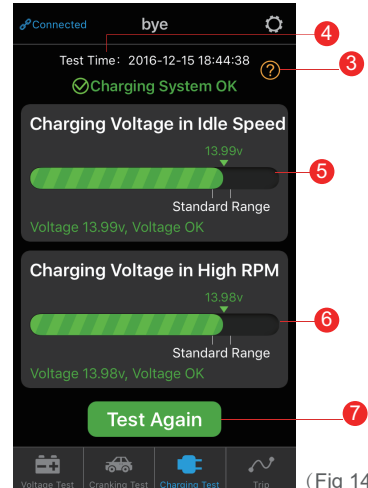 Connected bye
4
Test Time: 2016-12-15 18:44:38
3
?
Charging System OK
Charging Voltage in Idle Speed
13.99v
5
Standard Range
Voltage 13.99v, Voltage OK
Charging Voltage in High RPM
13.98v
6
Standard Range
Voltage 13.98v, Voltage OK
Test Again
7
Voltage Test Cranking Test Charging Test Trip
(Fig 14